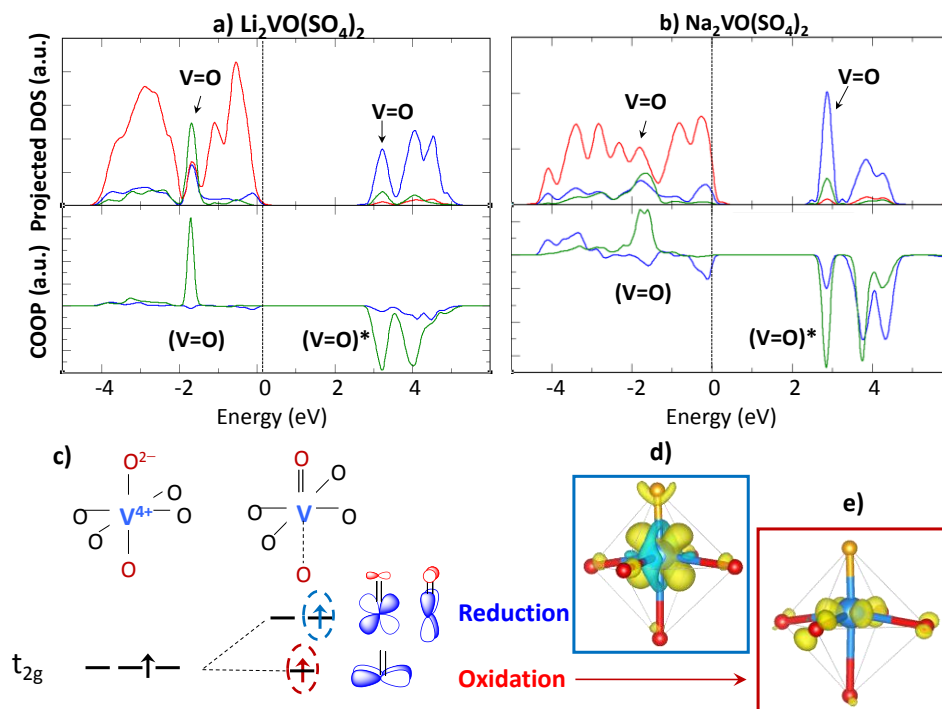 a) Li2VO(SO4)2
b) Na2VO(SO4)2
Projected DOS (a.u.)
V=O
V=O
V=O
V=O
COOP (a.u.)
(V=O)
(V=O)*
(V=O)
(V=O)*
-4 -2 0 2 4
-4 -2 0 2 4
Energy (eV)
Energy (eV)
c)
O2−
O
O
V4+
O
O
O
O
O
O
V
O
O
O
d)
e)
Reduction
t2g
Oxidation